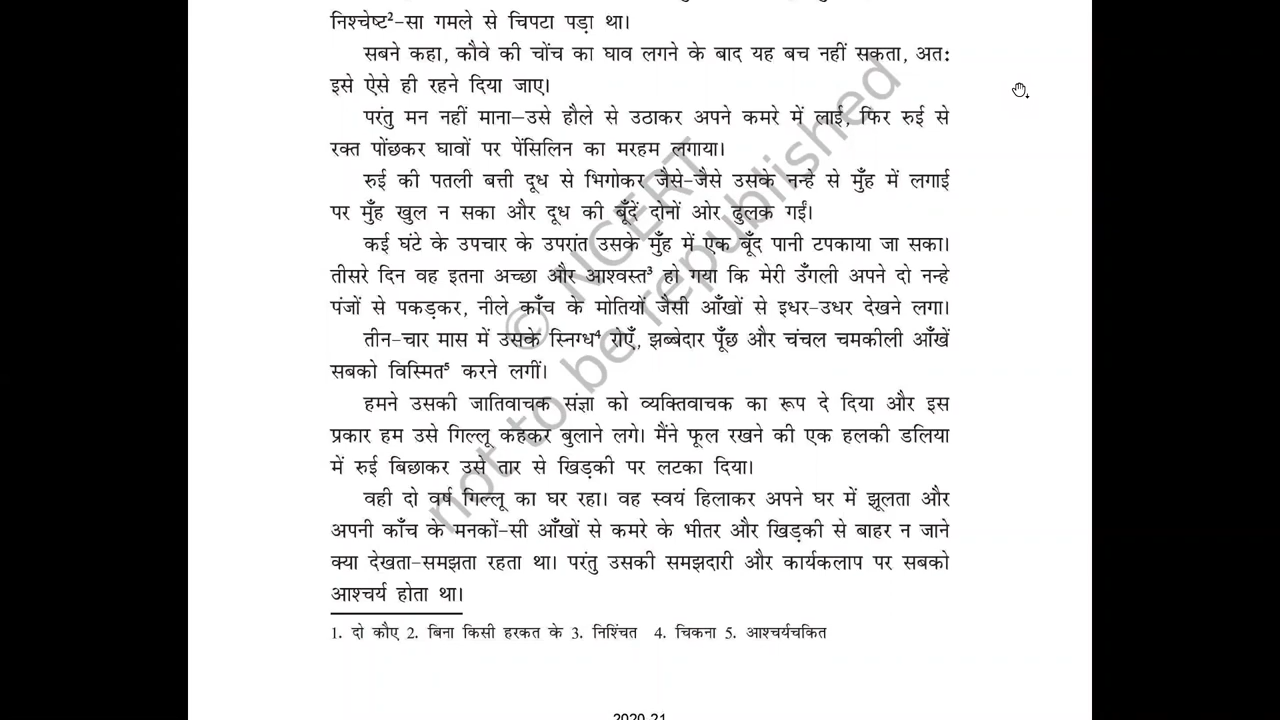 निश्चेष्ट²-सा गमले से चिपटा पड़ा था।
सबने कहा, कौवे की चोंच का घाव लगने के बाद यह बच नहीं सकता, अतः
इसे ऐसे ही रहने दिया जाए।
परंतु मन नहीं माना—उसे हौले से उठाकर अपने कमरे में लाई, फिर रुई से
रक्त पोंछकर घावों पर पेंसिलिन का मरहम लगाया।
रुई की पतली बत्ती दूध से भिगोकर जैसे-जैसे उसके नन्हे से मुँह में लगाई
पर मुँह खुल न सका और दूध की बूँदें दोनों ओर ढुलक गईं।
कई घंटे के उपचार के उपरांत उसके मुँह में एक बूँद पानी टपकाया जा सका।
तीसरे दिन वह इतना अच्छा और आश्वस्त³ हो गया कि मेरी उँगली अपने दो नन्हे
पंजों से पकड़कर, नीले काँच के मोतियों जैसी आँखों से इधर-उधर देखने लगा।
तीन-चार मास में उसके स्निग्ध⁴ रोएँ, झब्बेदार पूँछ और चंचल चमकीली आँखें
सबको विस्मित⁵ करने लगीं।
हमने उसकी जातिवाचक संज्ञा को व्यक्तिवाचक का रूप दे दिया और इस
प्रकार हम उसे गिल्लू कहकर बुलाने लगे। मैंने फूल रखने की एक हलकी डलिया
में रुई बिछाकर उसे तार से खिड़की पर लटका दिया।
वही दो वर्ष गिल्लू का घर रहा। वह स्वयं हिलाकर अपने घर में झूलता और
अपनी काँच के मनकों-सी आँखों से कमरे के भीतर और खिड़की से बाहर न जाने
क्या देखता-समझता रहता था। परंतु उसकी समझदारी और कार्यकलाप पर सबको
आश्चर्य होता था।
1. दो कौए 2. बिना किसी हरकत के 3. निश्चिंत 4. चिकना 5. आश्चर्यचकित
2020-21
© NCERT
not to be republished